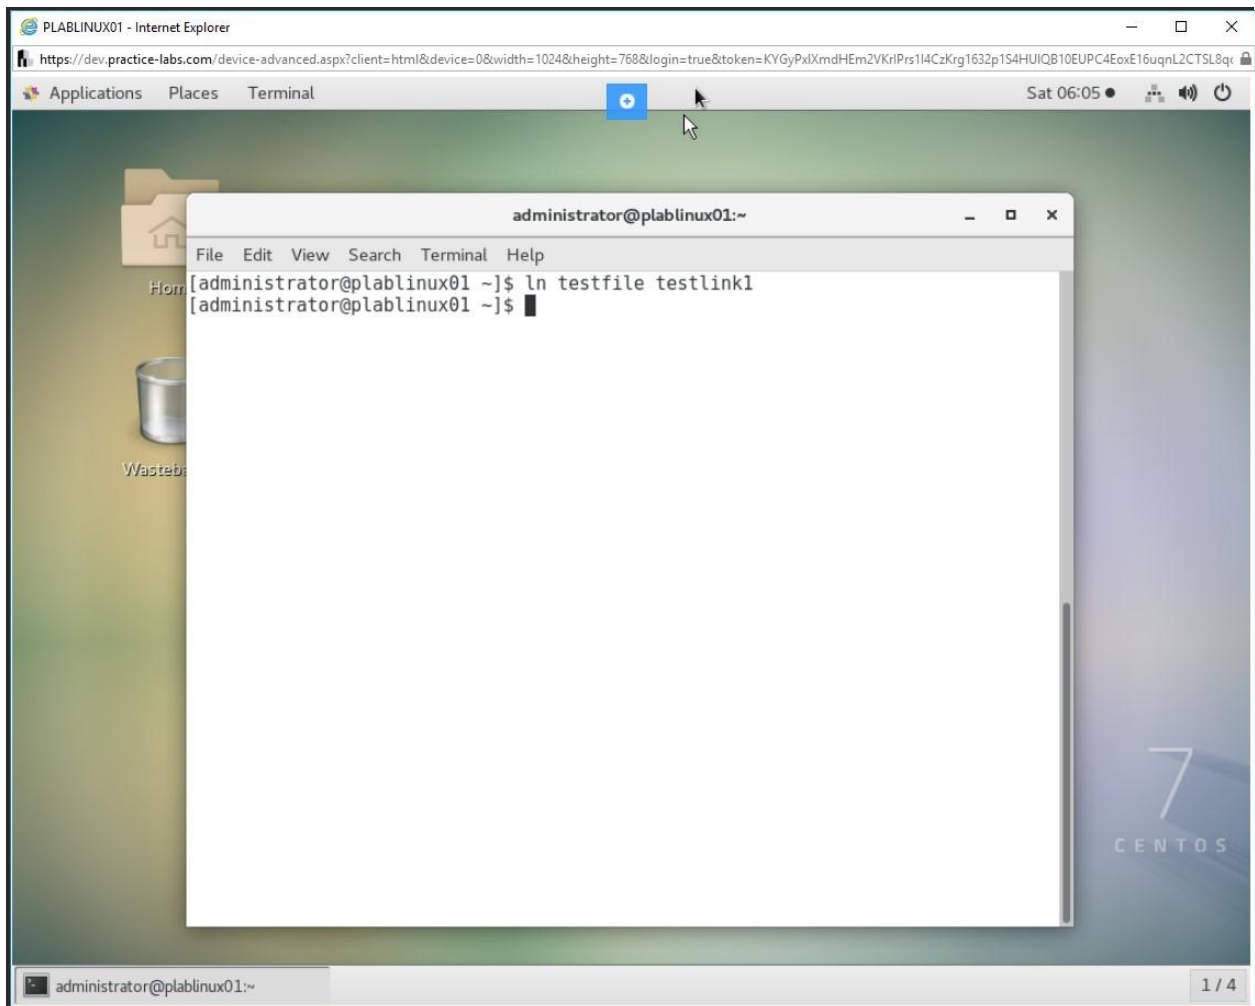 PLABLINUX01 - Internet Explorer
Applications Places Terminal Sat 06:05
administrator@plablinux01:~
File Edit View Search Terminal Help
[administrator@plablinux01 ~]$ ln testfile testlink1
[administrator@plablinux01 ~]$
7
CENTOS
administrator@plablinux01:~ 1 / 4